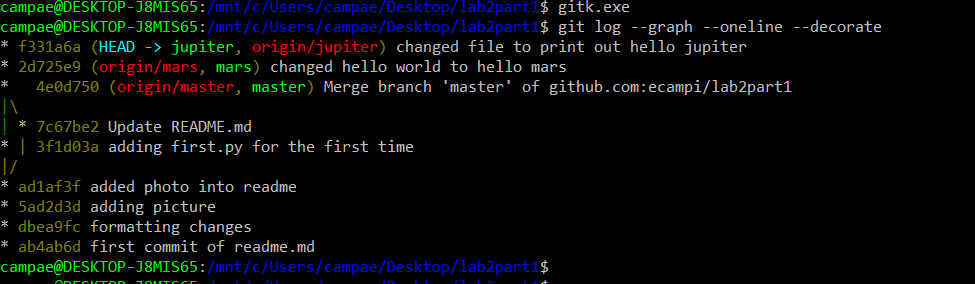 campae@DESKTOP-J8MIS65:/mnt/c/Users/campae/Desktop/lab2part1$ gitk.exe
campae@DESKTOP-J8MIS65:/mnt/c/Users/campae/Desktop/lab2part1$ git log --graph --oneline --decorate
* f331a6a (HEAD -> jupiter, origin/jupiter) changed file to print out hello jupiter
* 2d725e9 (origin/mars, mars) changed hello world to hello mars
*   4e0d750 (origin/master, master) Merge branch 'master' of github.com:ecampi/lab2part1
|\
| * 7c67be2 Update README.md
* | 3f1d03a adding first.py for the first time
|/
* ad1af3f added photo into readme
* 5ad2d3d adding picture
* dbea9fc formatting changes
* ab4ab6d first commit of readme.md
campae@DESKTOP-J8MIS65:/mnt/c/Users/campae/Desktop/lab2part1$